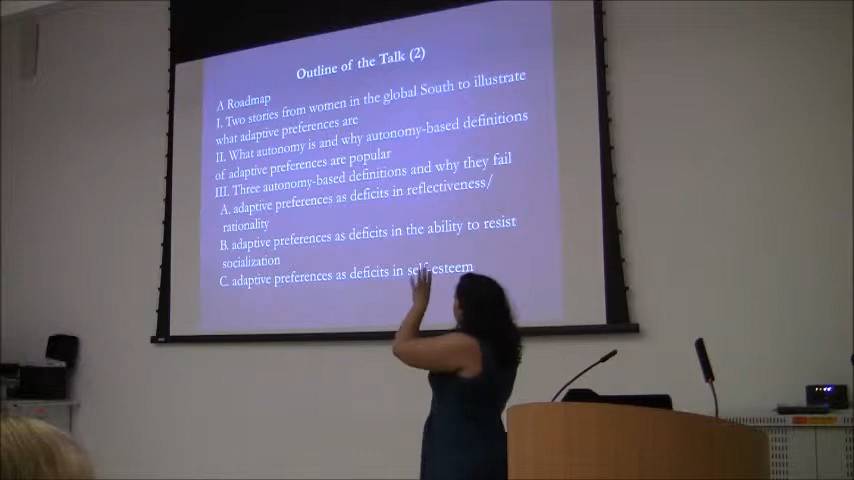 Outline of the Talk (2)
A Roadmap
I. Two stories from women in the global South to illustrate
what adaptive preferences are
II. What autonomy is and why autonomy-based definitions
of adaptive preferences are popular
III. Three autonomy-based definitions and why they fail
A. adaptive preferences as deficits in reflectiveness/
rationality
B. adaptive preferences as deficits in the ability to resist
socialization
C. adaptive preferences as deficits in self-esteem